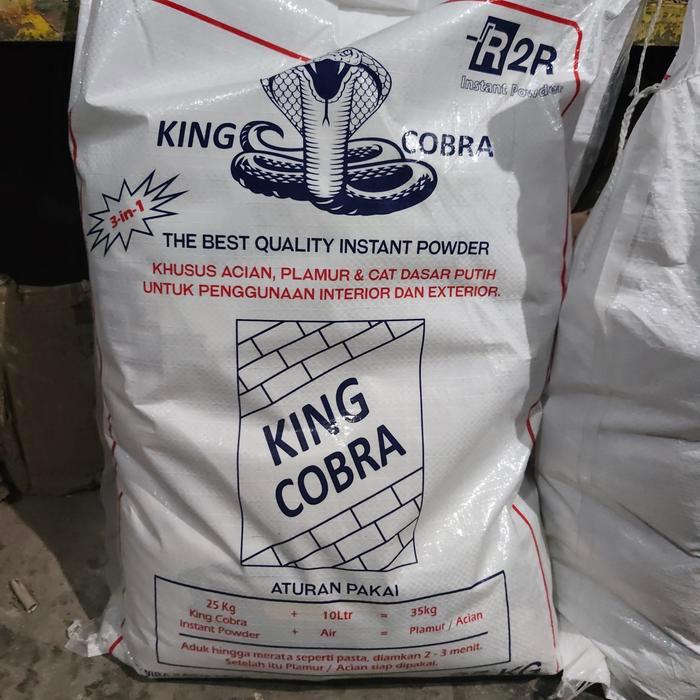 R2R
Instant Powder
KING COBRA
3-in-1
THE BEST QUALITY INSTANT POWDER
KHUSUS ACIAN, PLAMUR & CAT DASAR PUTIH
UNTUK PENGGUNAAN INTERIOR DAN EXTERIOR.
KING
COBRA
ATURAN PAKAI
25 Kg + 10Ltr = 35kg
King Cobra
Instant Powder + Air = Plamur / Acian
Aduk hingga merata seperti pasta, diamkan 2 - 3 menit.
Setelah itu Plamur / Acian siap dipakai.
KG